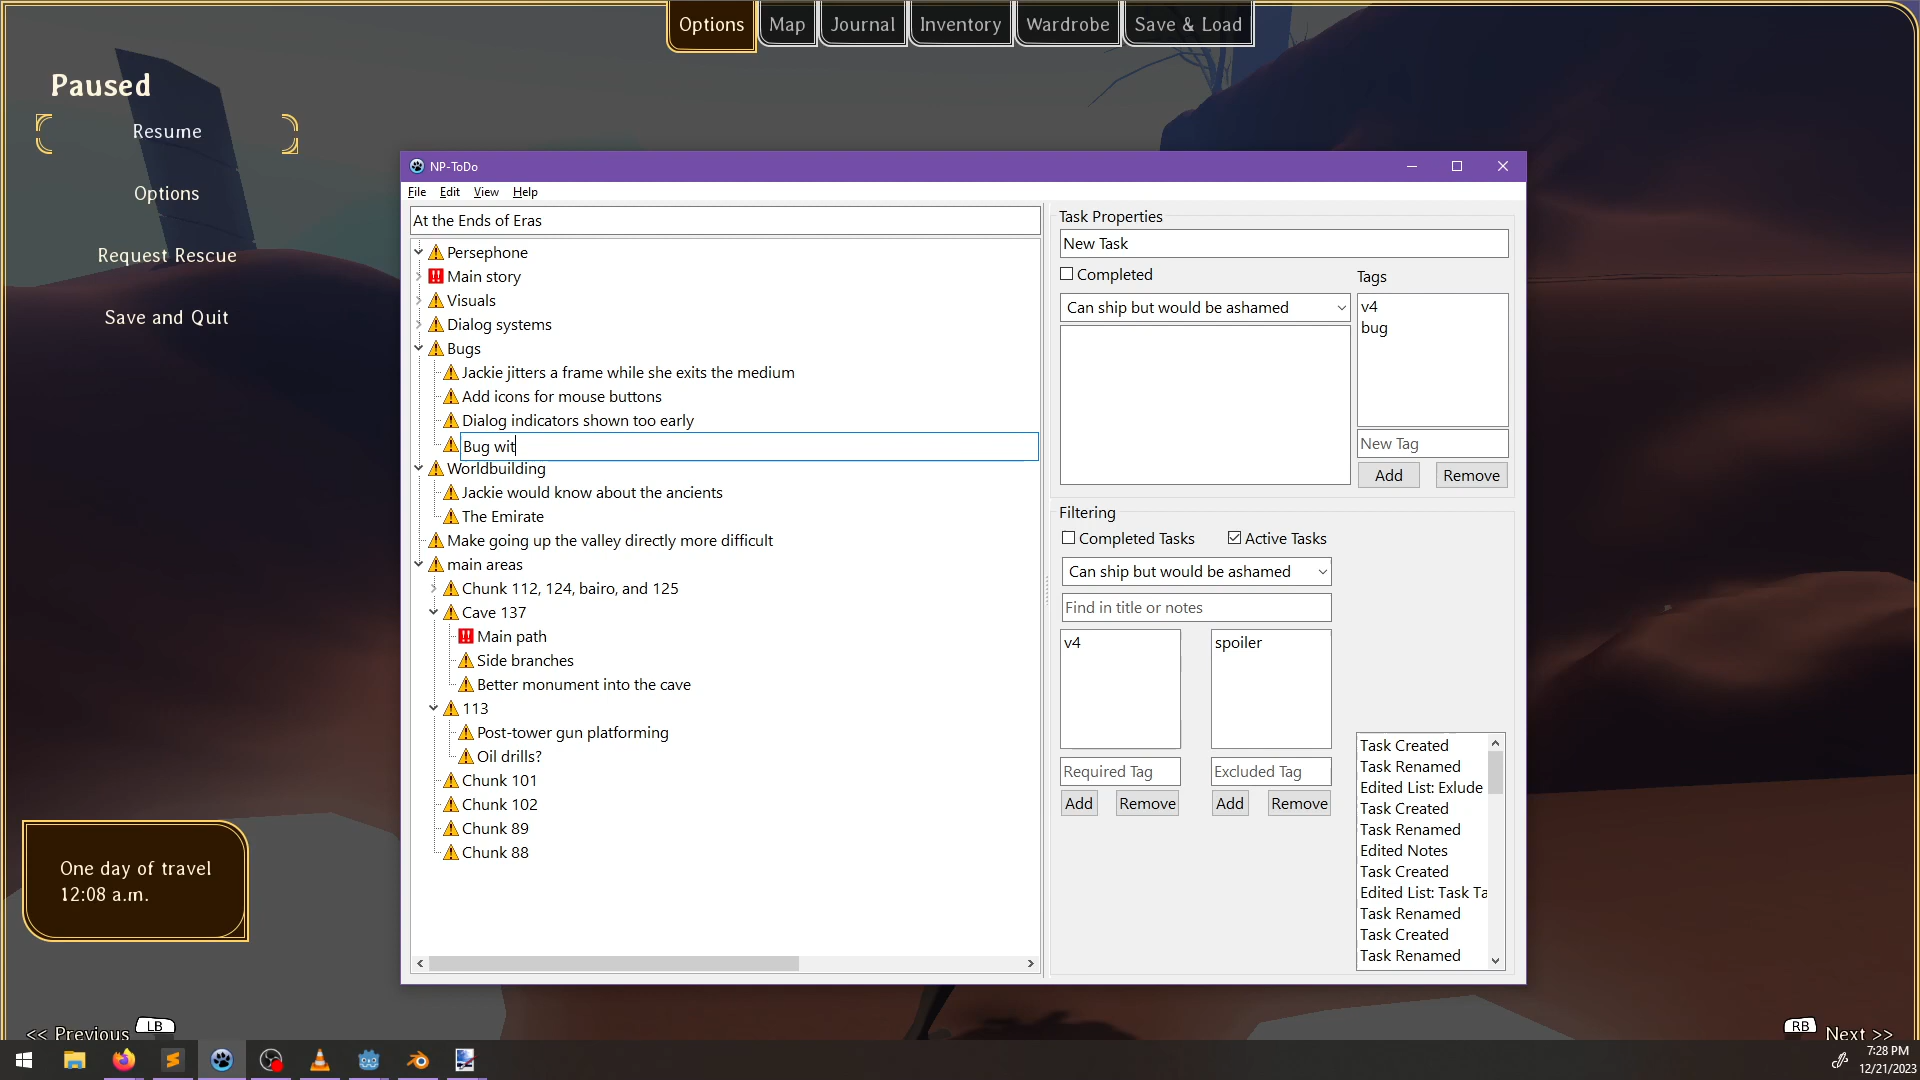 Options
Map
Journal
Inventory
Wardrobe
Save & Load
Paused
Resume
Options
Request Rescue
Save and Quit
One day of travel
12:08 a.m.
<< Previous LB
RB Next >>
NP-ToDo
File Edit View Help
At the Ends of Eras
Persephone
Main story
Visuals
Dialog systems
Bugs
Jackie jitters a frame while she exits the medium
Add icons for mouse buttons
Dialog indicators shown too early
Bug wit
Worldbuilding
Jackie would know about the ancients
The Emirate
Make going up the valley directly more difficult
main areas
Chunk 112, 124, bairo, and 125
Cave 137
Main path
Side branches
Better monument into the cave
113
Post-tower gun platforming
Oil drills?
Chunk 101
Chunk 102
Chunk 89
Chunk 88
Task Properties
New Task
Completed
Can ship but would be ashamed
Tags
v4
bug
New Tag
Add Remove
Filtering
Completed Tasks Active Tasks
Can ship but would be ashamed
Find in title or notes
v4
spoiler
Required Tag
Excluded Tag
Add Remove
Add Remove
Task Created
Task Renamed
Edited List: Exlude
Task Created
Task Renamed
Edited Notes
Task Created
Edited List: Task Ta
Task Renamed
Task Created
Task Renamed
7:28 PM
12/21/2023